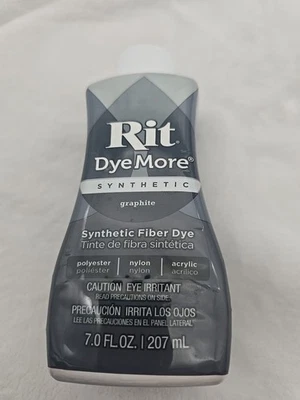 Rit
DyeMore®
SYNTHETIC
graphite
Synthetic Fiber Dye
Tinte de fibra sintética
polyester nylon acrylic
poliéster nylon acrílico
CAUTION: EYE IRRITANT
READ PRECAUTIONS ON SIDE
PRECAUCIÓN: IRRITA LOS OJOS
LEE LAS PRECAUCIONES EN EL PANEL LATERAL
7.0 FL OZ. | 207 mL